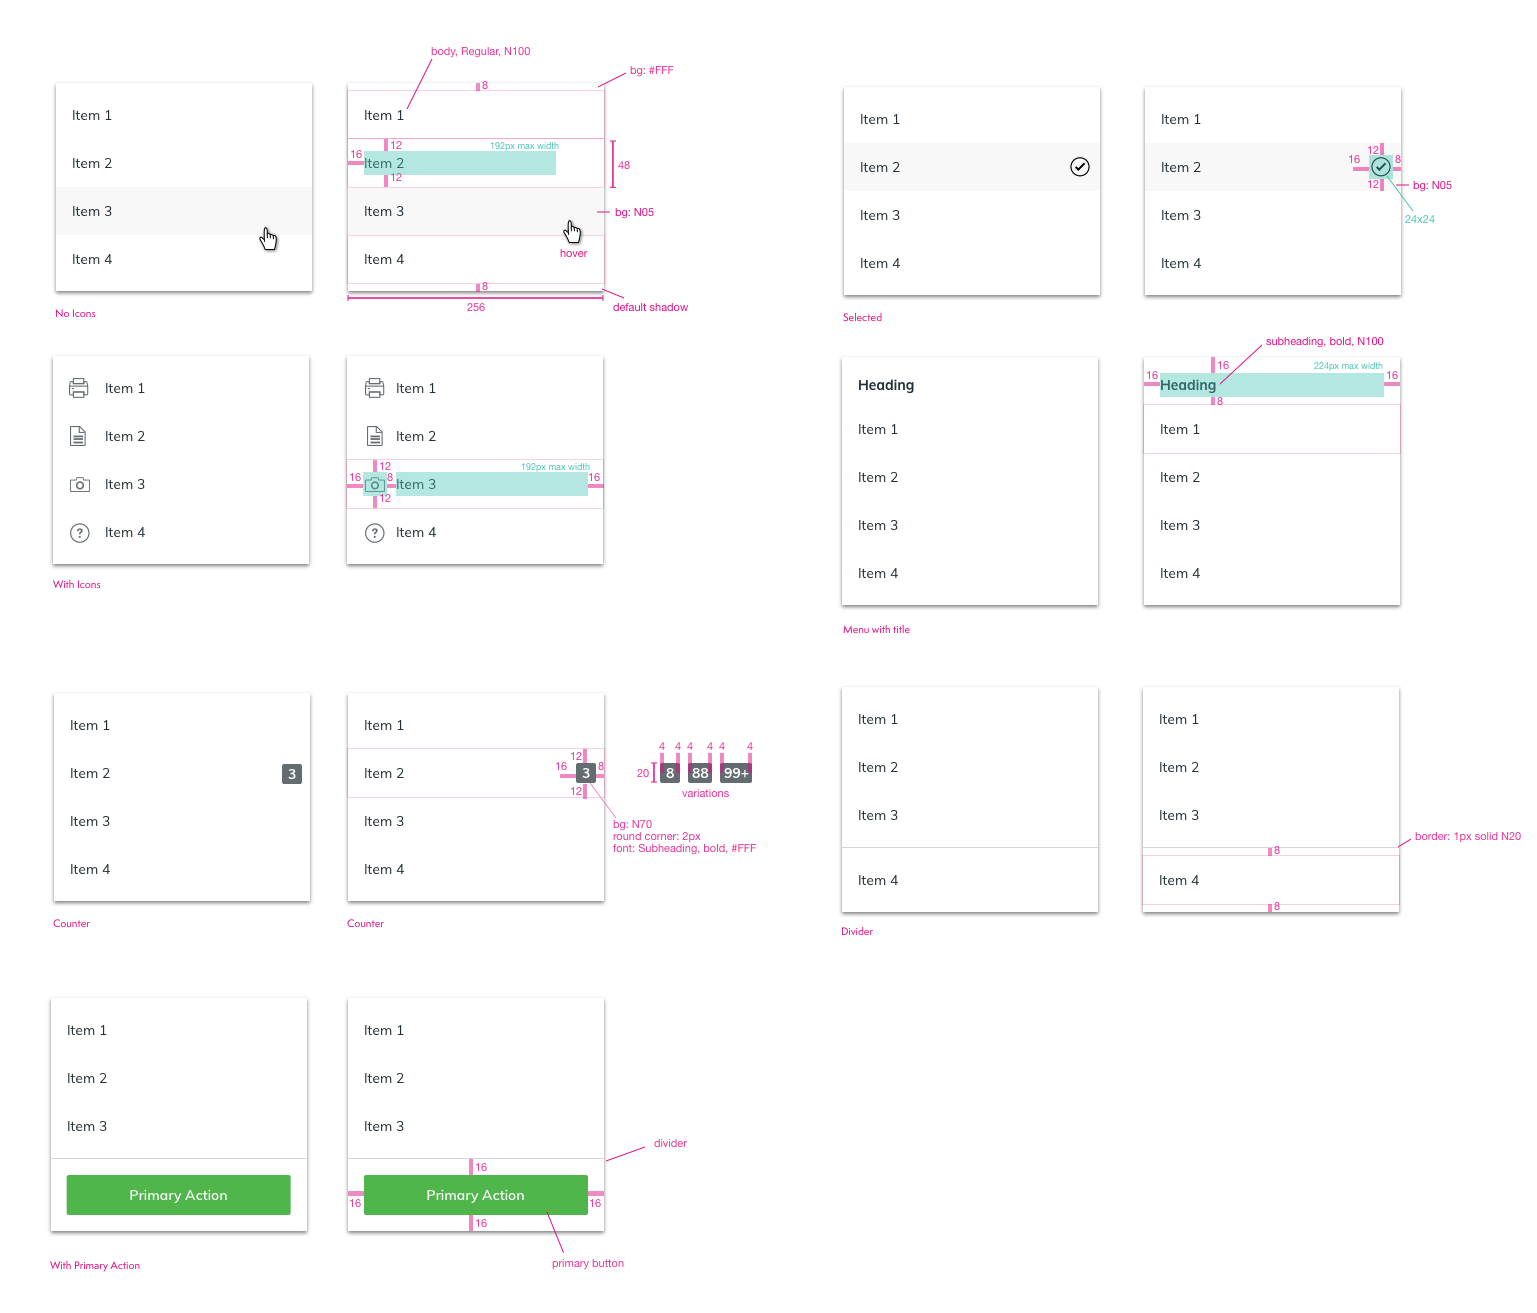 Item 1
Item 2
Item 3
Item 4
No Icons
body, Regular, N100
bg: #FFF
8
Item 1
12
192px max width
16
Item 2
12
48
Item 3
bg: N05
hover
Item 4
8
256
default shadow
Item 1
Item 2
Item 3
Item 4
Selected
Item 1
12
16
Item 2
8
12
bg: N05
24x24
Item 3
Item 4
Item 1
Item 2
Item 3
Item 4
With Icons
Item 1
Item 2
12
192px max width
16
8
Item 3
16
12
Item 4
Heading
Item 1
Item 2
Item 3
Item 4
Menu with title
subheading, bold, N100
16
224px max width
16
Heading
16
8
Item 1
Item 2
Item 3
Item 4
Item 1
Item 2
3
Item 3
Item 4
Counter
Item 1
12
16
8
Item 2
3
12
Item 3
Item 4
Counter
4 4 4 4 4 4
20
8
88
99+
variations
bg: N70
round corner: 2px
font: Subheading, bold, #FFF
Item 1
Item 2
Item 3
Item 4
Divider
Item 1
Item 2
Item 3
border: 1px solid N20
8
Item 4
8
Item 1
Item 2
Item 3
Primary Action
With Primary Action
Item 1
Item 2
Item 3
divider
16
Primary Action
16
16
16
primary button